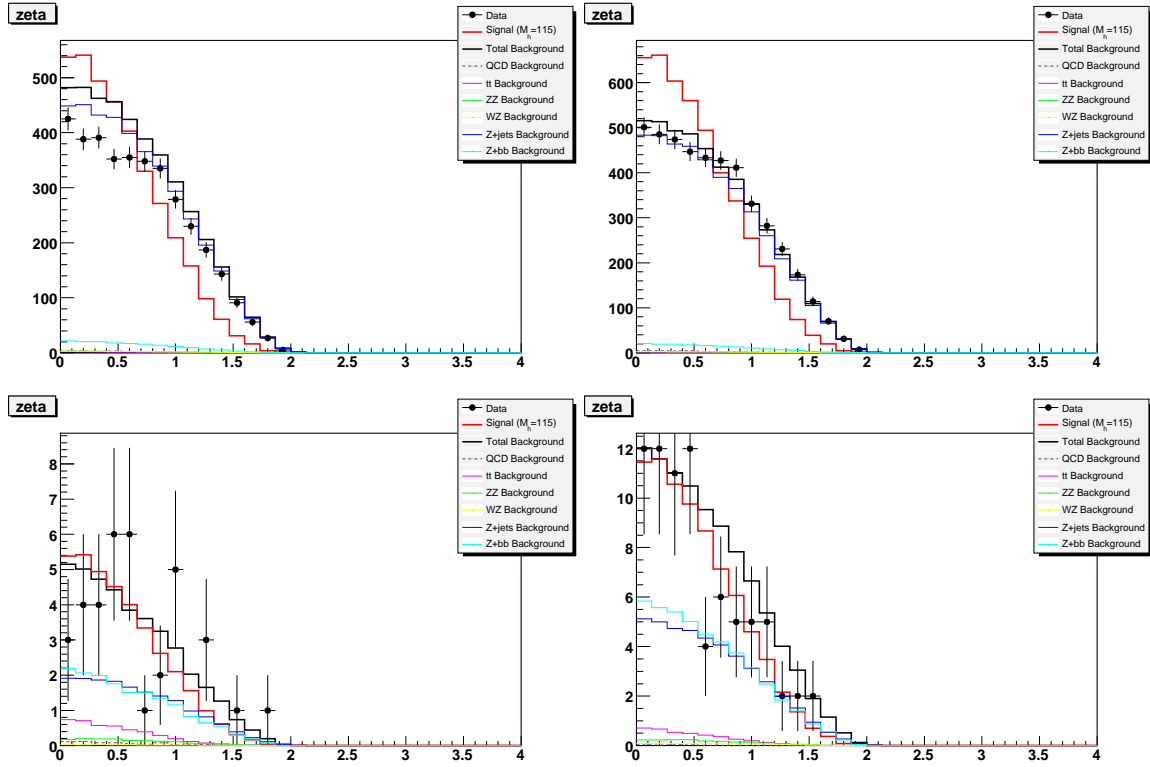 zeta
Data
Signal (M_h=115)
Total Background
QCD Background
tt Background
ZZ Background
WZ Background
Z+jets Background
Z+bb Background
500
400
300
200
100
0
0 0.5 1 1.5 2 2.5 3 3.5 4
zeta
Data
Signal (M_h=115)
Total Background
QCD Background
tt Background
ZZ Background
WZ Background
Z+jets Background
Z+bb Background
600
500
400
300
200
100
0
0 0.5 1 1.5 2 2.5 3 3.5 4
zeta
Data
Signal (M_h=115)
Total Background
QCD Background
tt Background
ZZ Background
WZ Background
Z+jets Background
Z+bb Background
8
7
6
5
4
3
2
1
0
0 0.5 1 1.5 2 2.5 3 3.5 4
zeta
Data
Signal (M_h=115)
Total Background
QCD Background
tt Background
ZZ Background
WZ Background
Z+jets Background
Z+bb Background
12
10
8
6
4
2
0
0 0.5 1 1.5 2 2.5 3 3.5 4